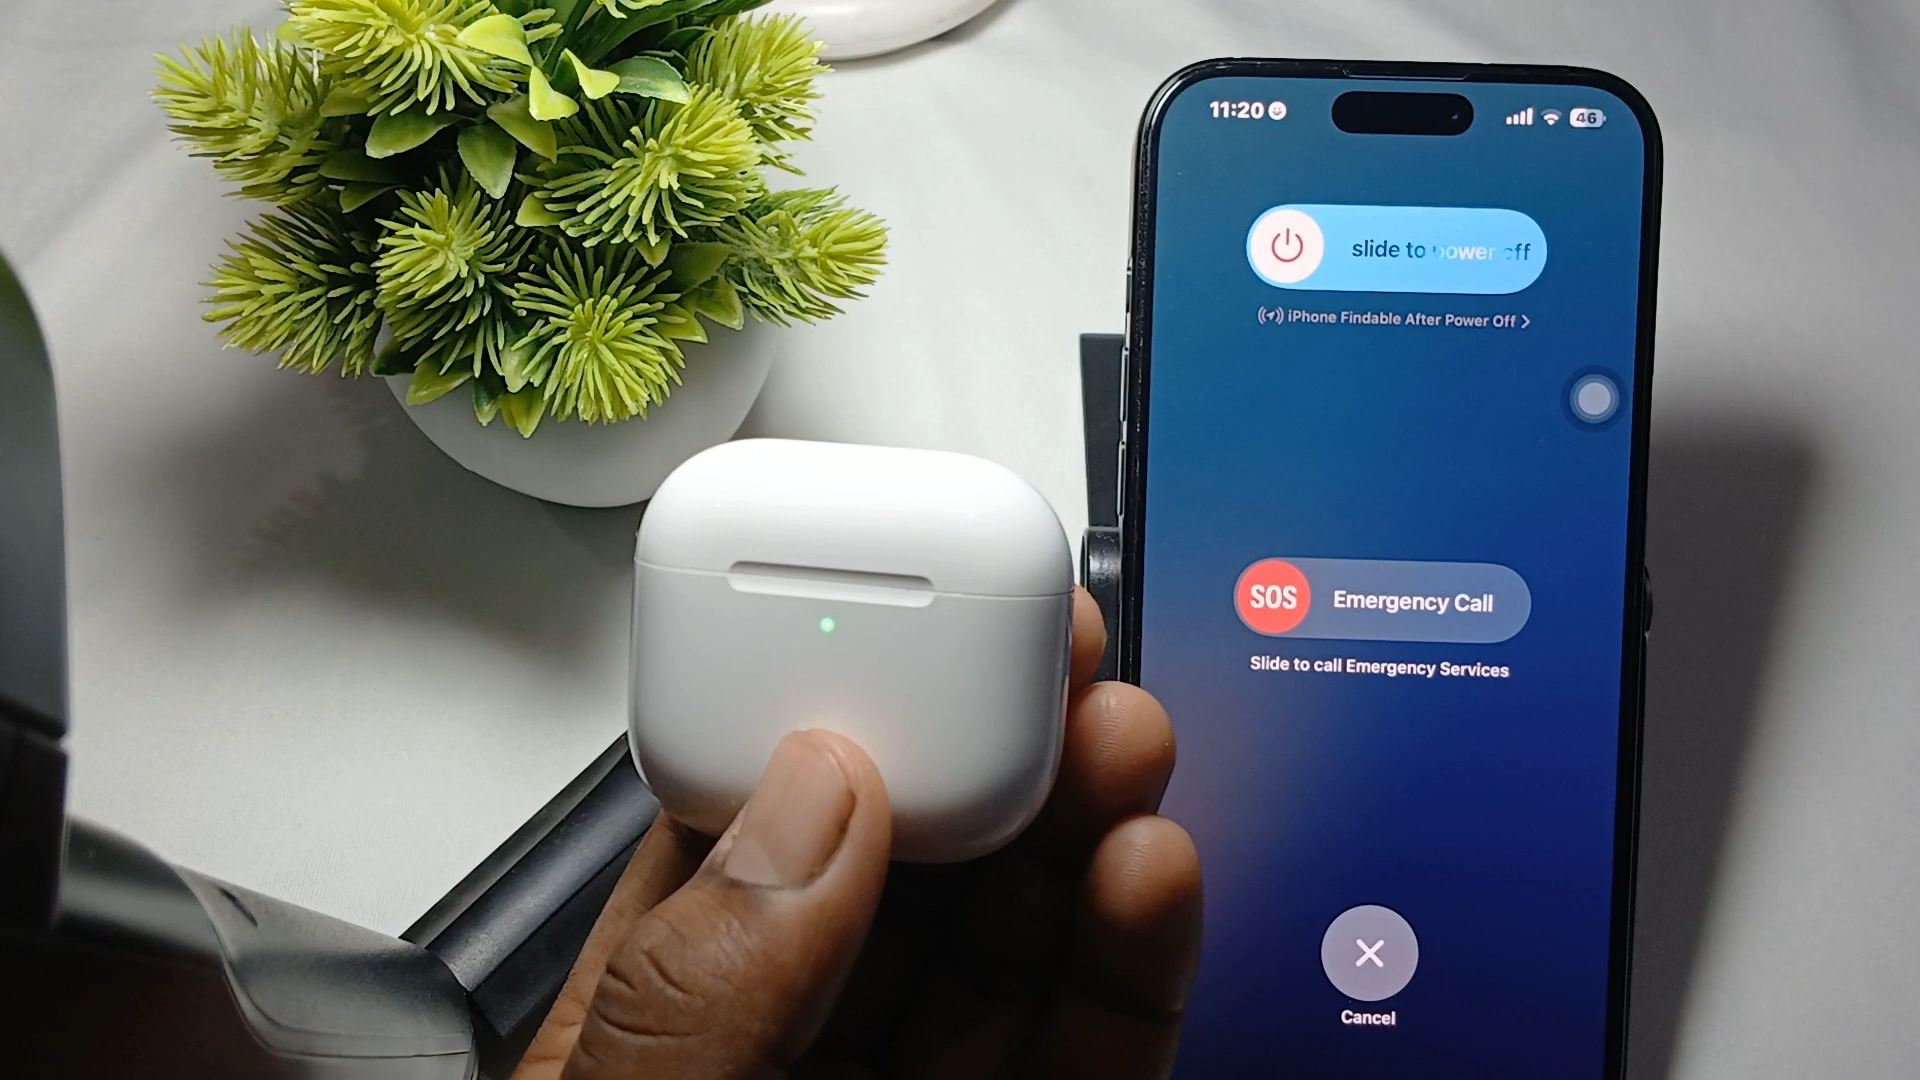 11:20
46
slide to power off
iPhone Findable After Power Off
SOS
Emergency Call
Slide to call Emergency Services
Cancel